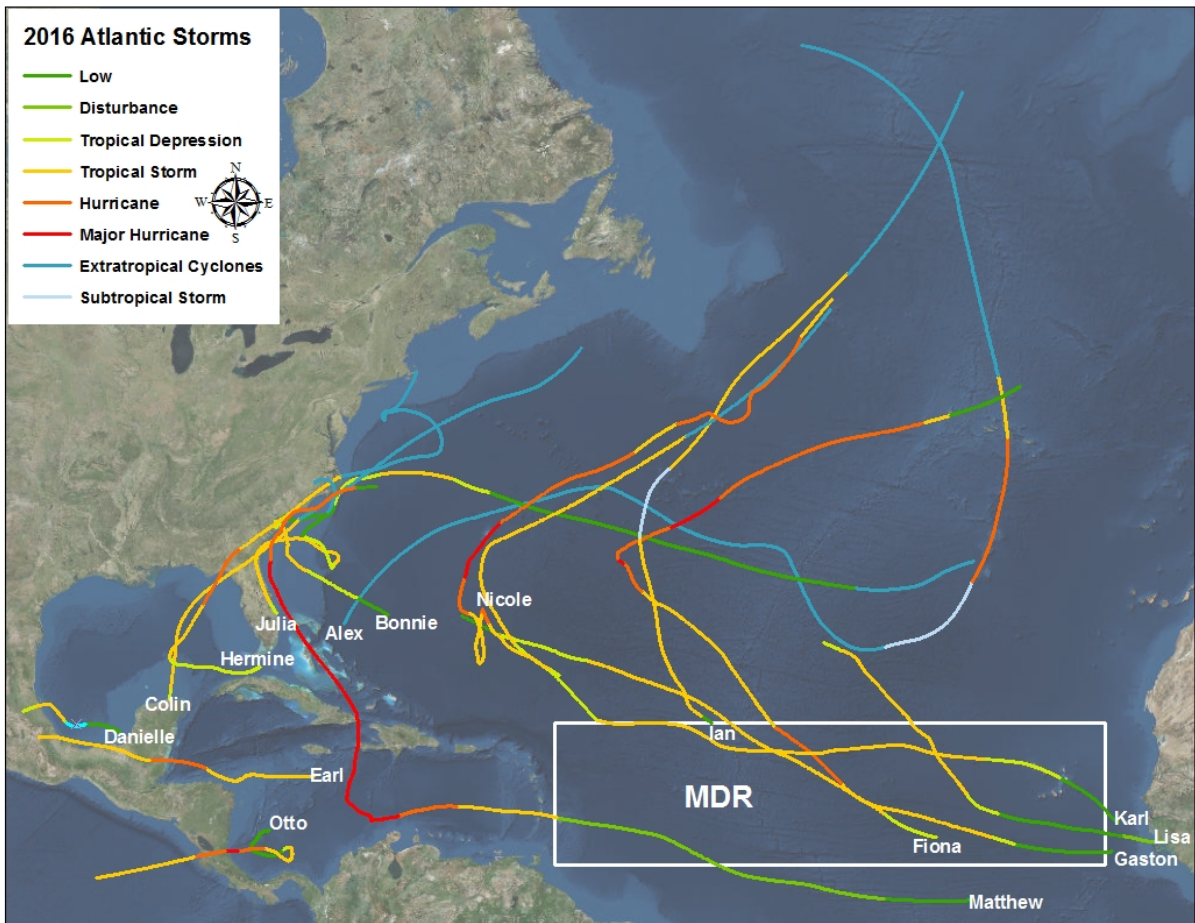 2016 Atlantic Storms
Low
Disturbance
Tropical Depression
Tropical Storm
Hurricane
Major Hurricane
Extratropical Cyclones
Subtropical Storm
N
W E
S
Nicole
Julia
Alex
Bonnie
Hermine
Colin
Danielle
Ian
Earl
MDR
Otto
Karl
Lisa
Fiona
Gaston
Matthew